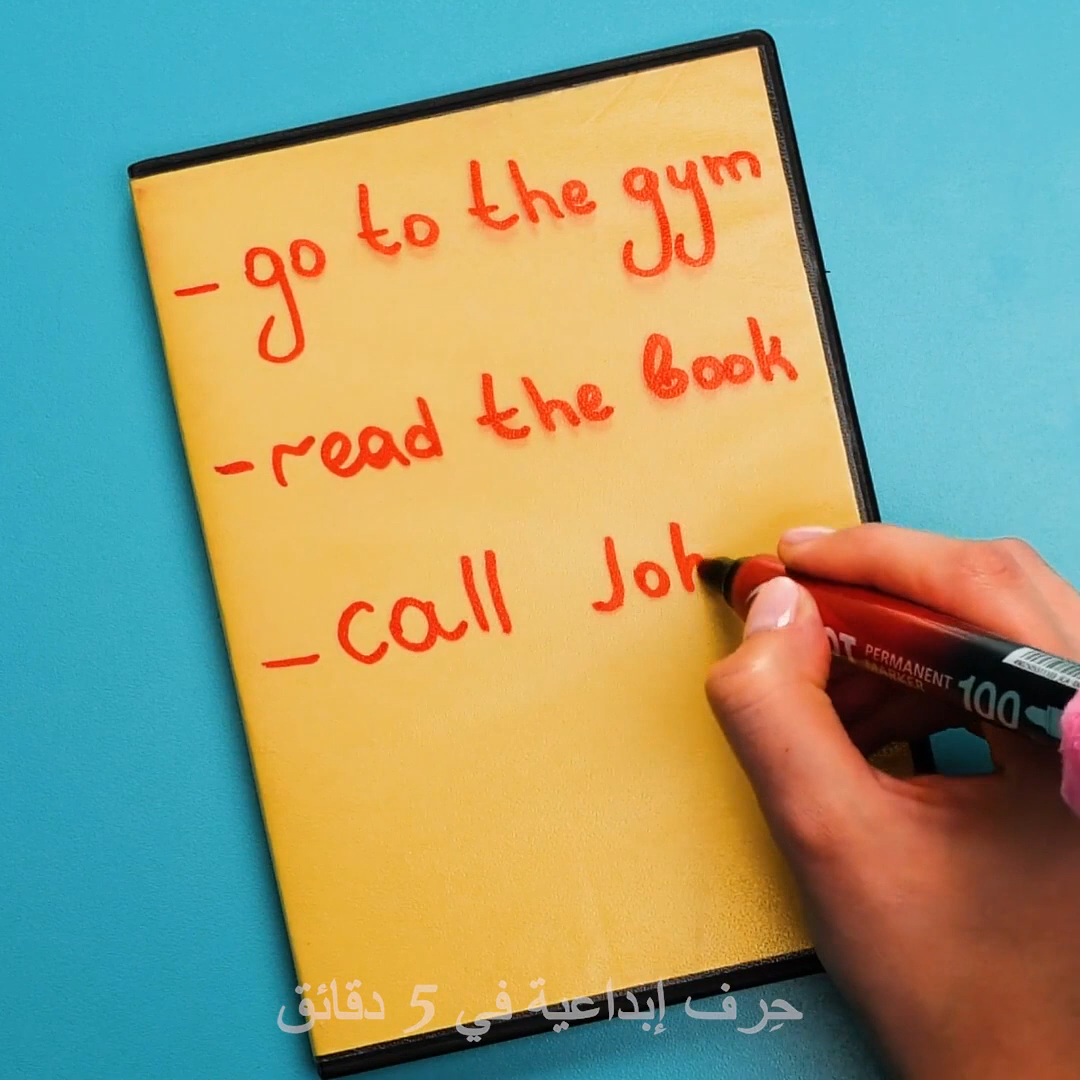 - go to the gym
- read the book
- call Joh
PERMANENT
MARKER
100
حِرف إبداعية في 5 دقائق